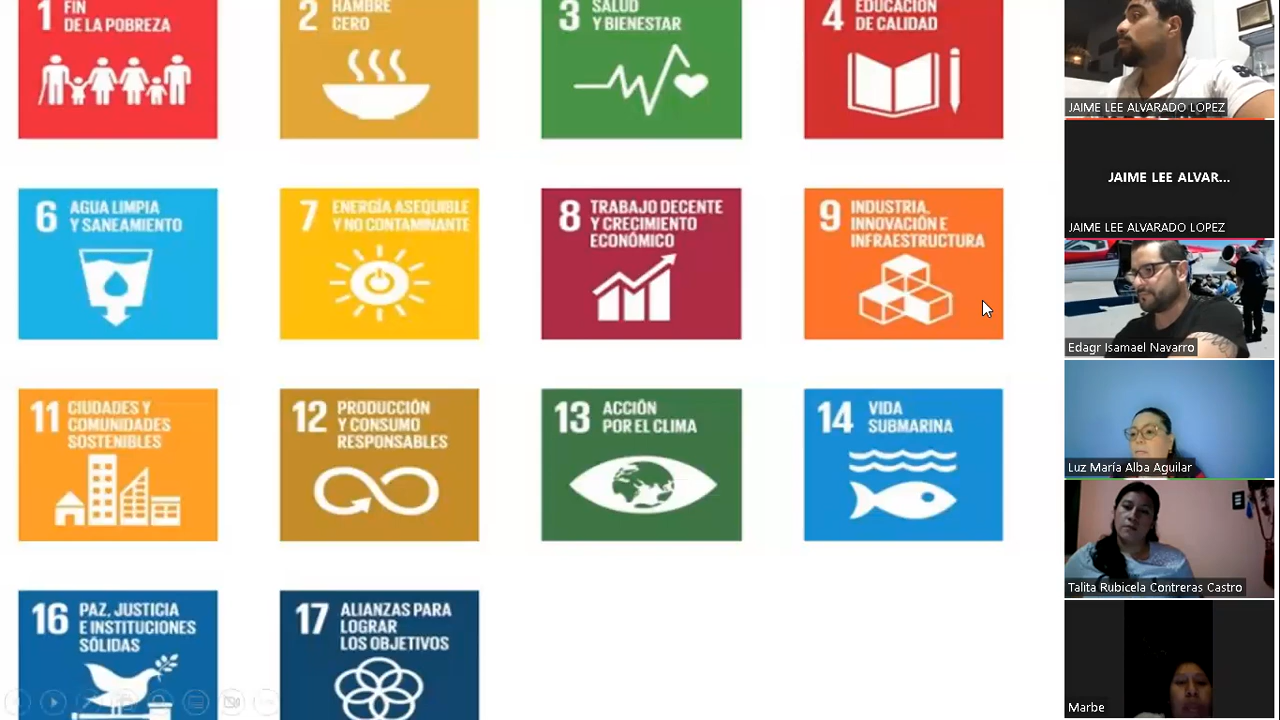 1 FIN
DE LA POBREZA
2 HAMBRE
CERO
3 SALUD
Y BIENESTAR
4 EDUCACIÓN
DE CALIDAD
6 AGUA LIMPIA
Y SANEAMIENTO
7 ENERGÍA ASEQUIBLE
Y NO CONTAMINANTE
8 TRABAJO DECENTE
Y CRECIMIENTO
ECONÓMICO
9 INDUSTRIA,
INNOVACIÓN E
INFRAESTRUCTURA
11 CIUDADES Y
COMUNIDADES
SOSTENIBLES
12 PRODUCCIÓN
Y CONSUMO
RESPONSABLES
13 ACCIÓN
POR EL CLIMA
14 VIDA
SUBMARINA
16 PAZ, JUSTICIA
E INSTITUCIONES
SÓLIDAS
17 ALIANZAS PARA
LOGRAR
LOS OBJETIVOS
JAIME LEE ALVARADO LOPEZ
JAIME LEE ALVAR...
JAIME LEE ALVARADO LOPEZ
Edagr Isamael Navarro
Luz María Alba Aguilar
Talita Rubicela Contreras Castro
Marbe